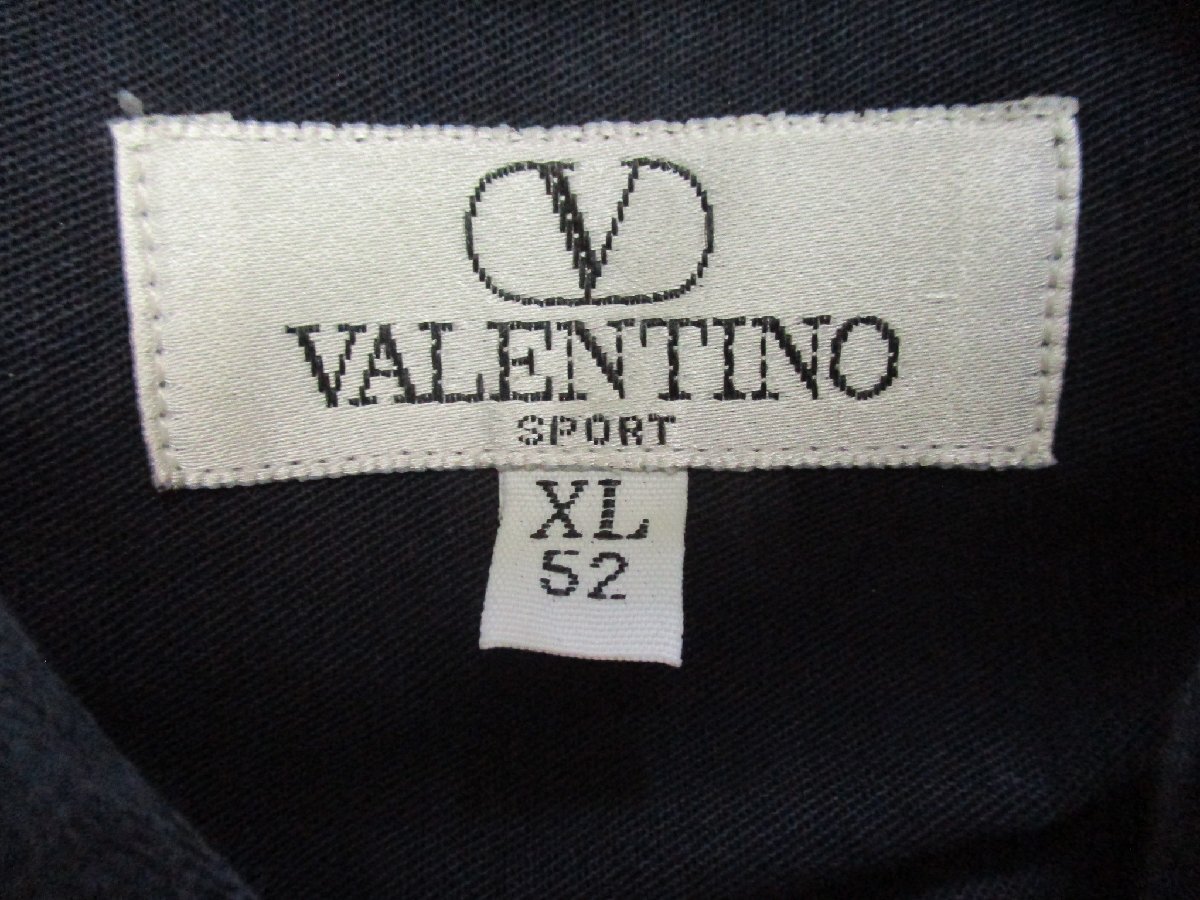 V
VALENTINO
SPORT
XL
52